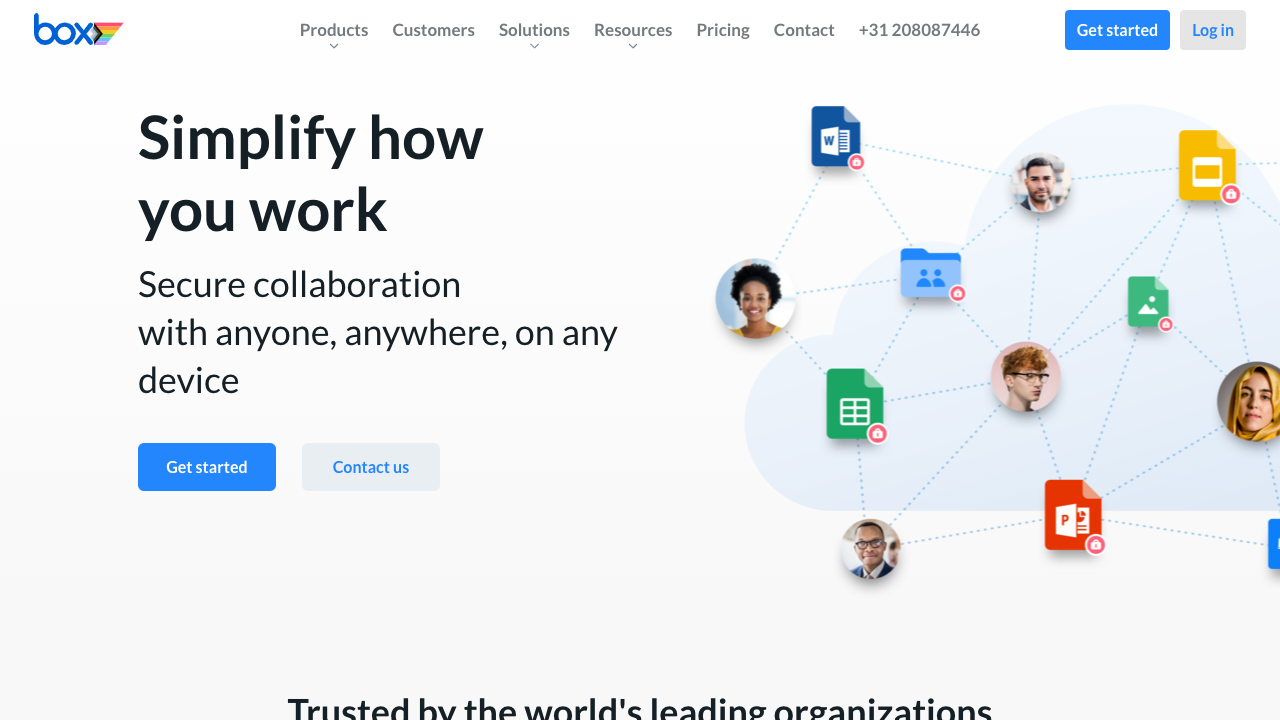 box
Products
Customers
Solutions
Resources
Pricing
Contact
+31 208087446
Get started
Log in
Simplify how
you work
Secure collaboration
with anyone, anywhere, on any
device
Get started
Contact us
W
P
Trusted by the world's leading organizations